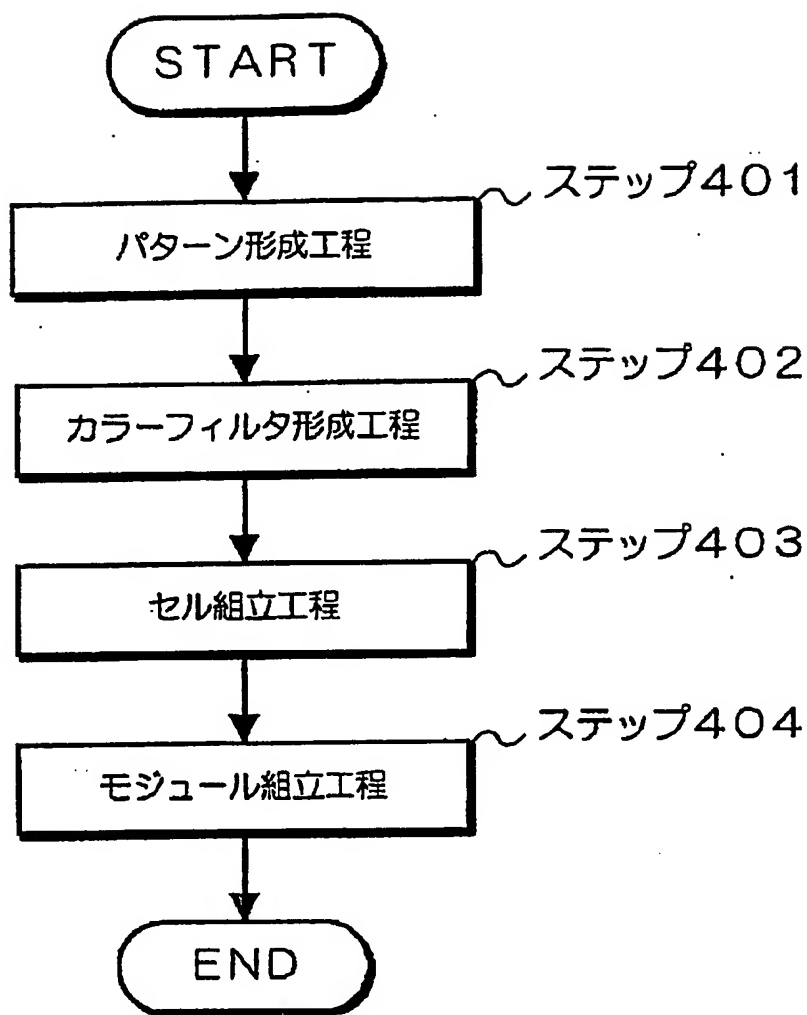 START
ステップ401
パターン形成工程
ステップ402
カラーフィルタ形成工程
ステップ403
セル組立工程
ステップ404
モジュール組立工程
END